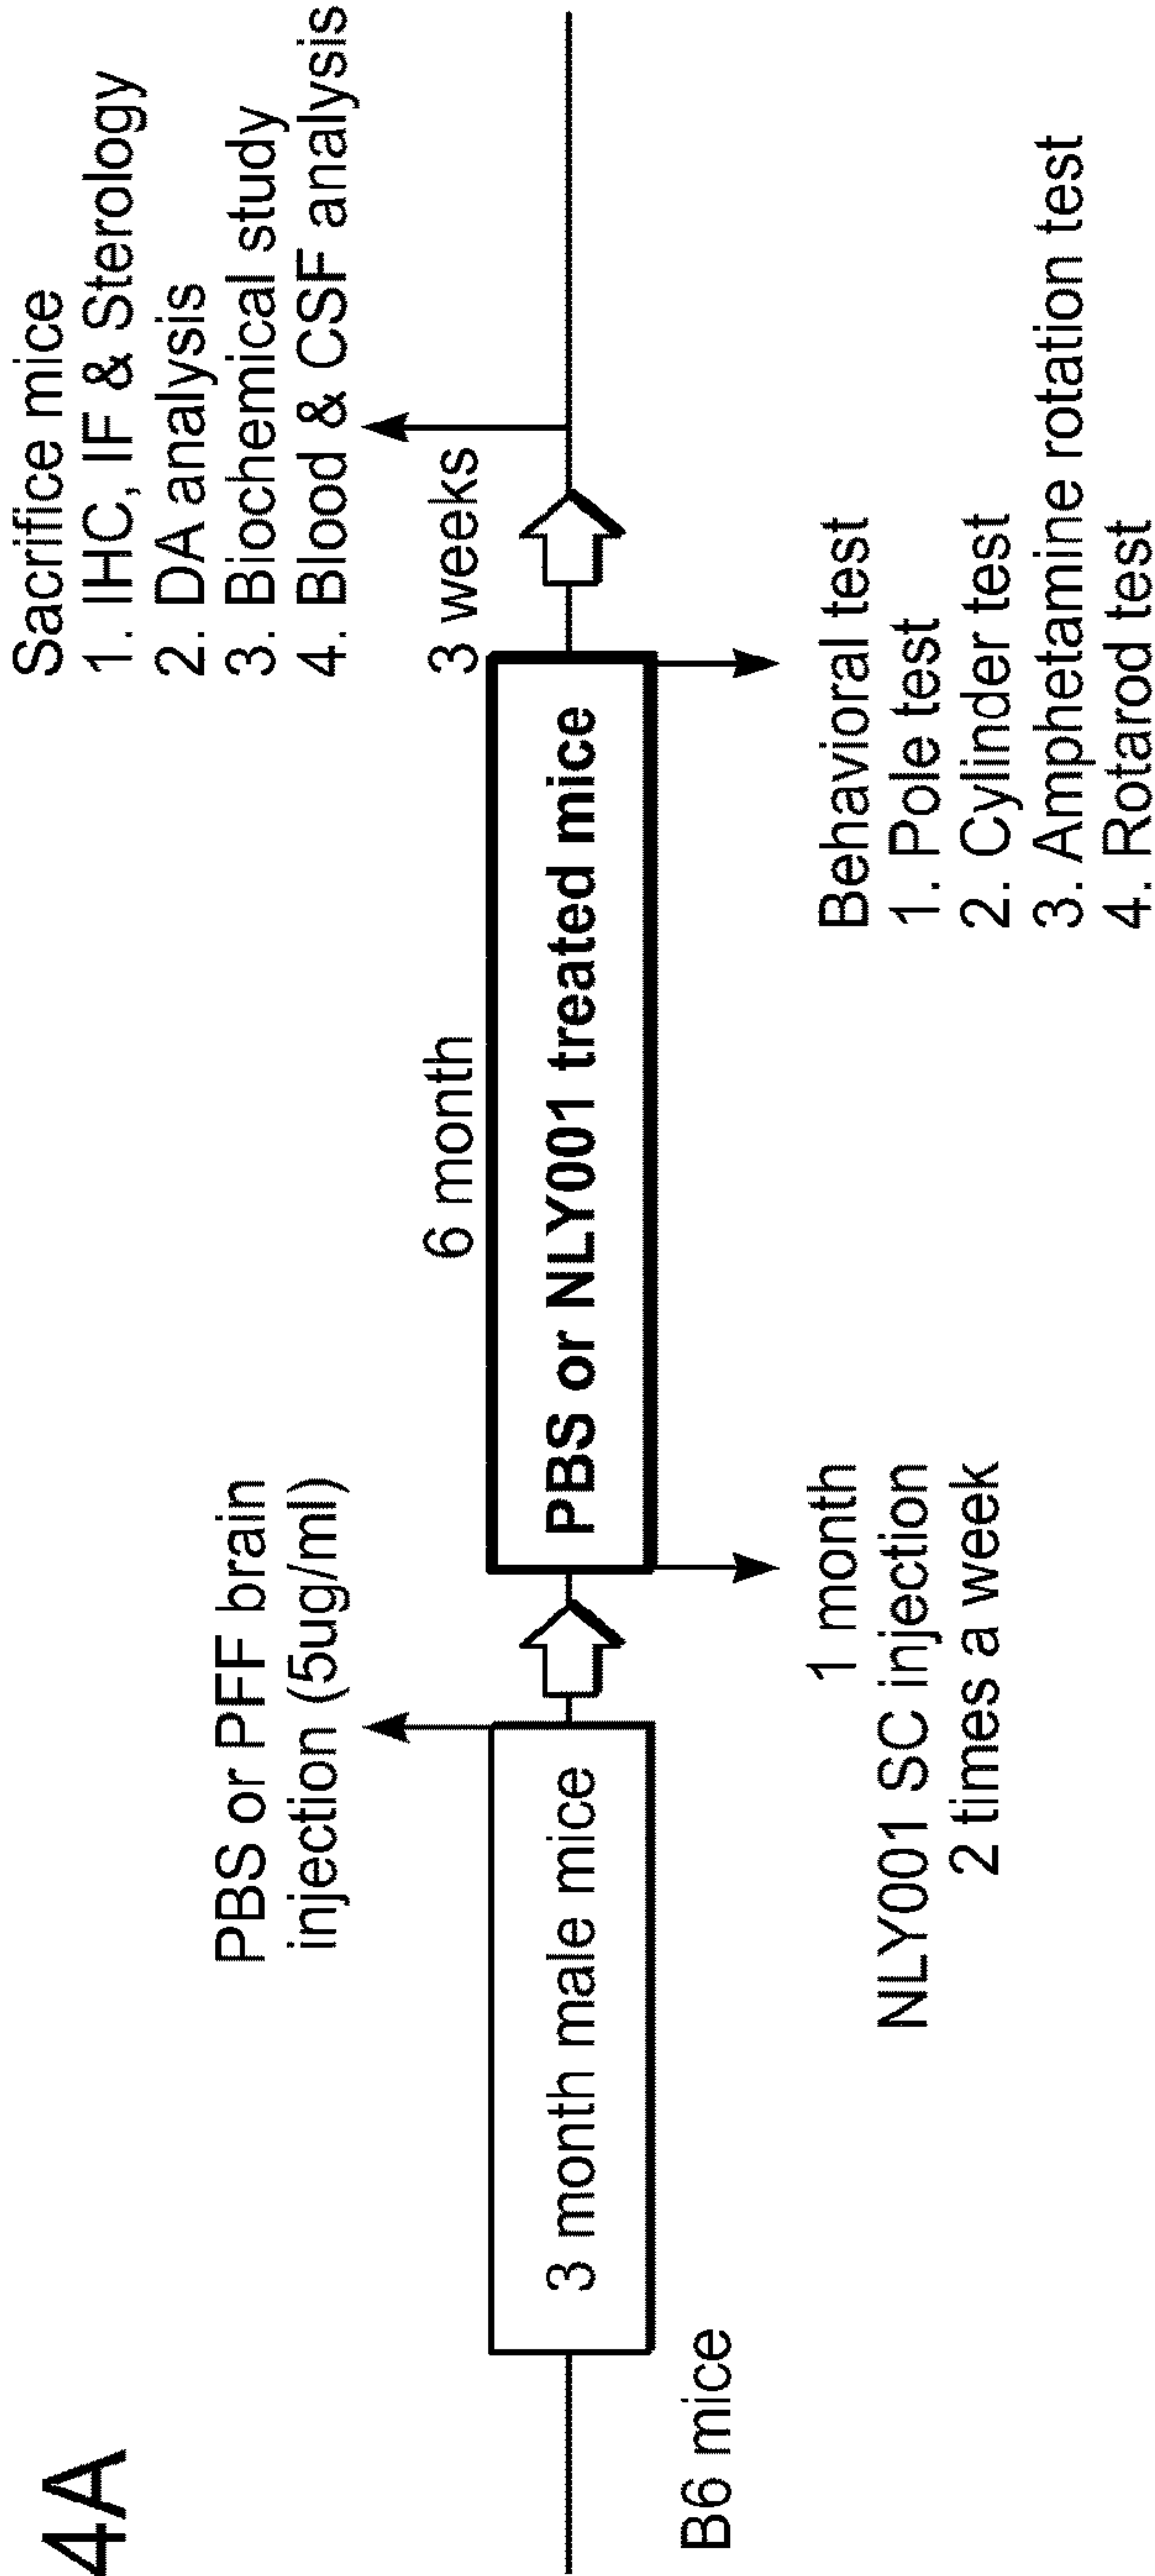 4A
PBS or PFF brain
injection (5ug/ml)
Sacrifice mice
1. IHC, IF & Sterology
2. DA analysis
3. Biochemical study
4. Blood & CSF analysis
6 month
3 weeks
3 month male mice
PBS or NLY001 treated mice
B6 mice
1 month
NLY001 SC injection
2 times a week
Behavioral test
1. Pole test
2. Cylinder test
3. Amphetamine rotation test
4. Rotarod test